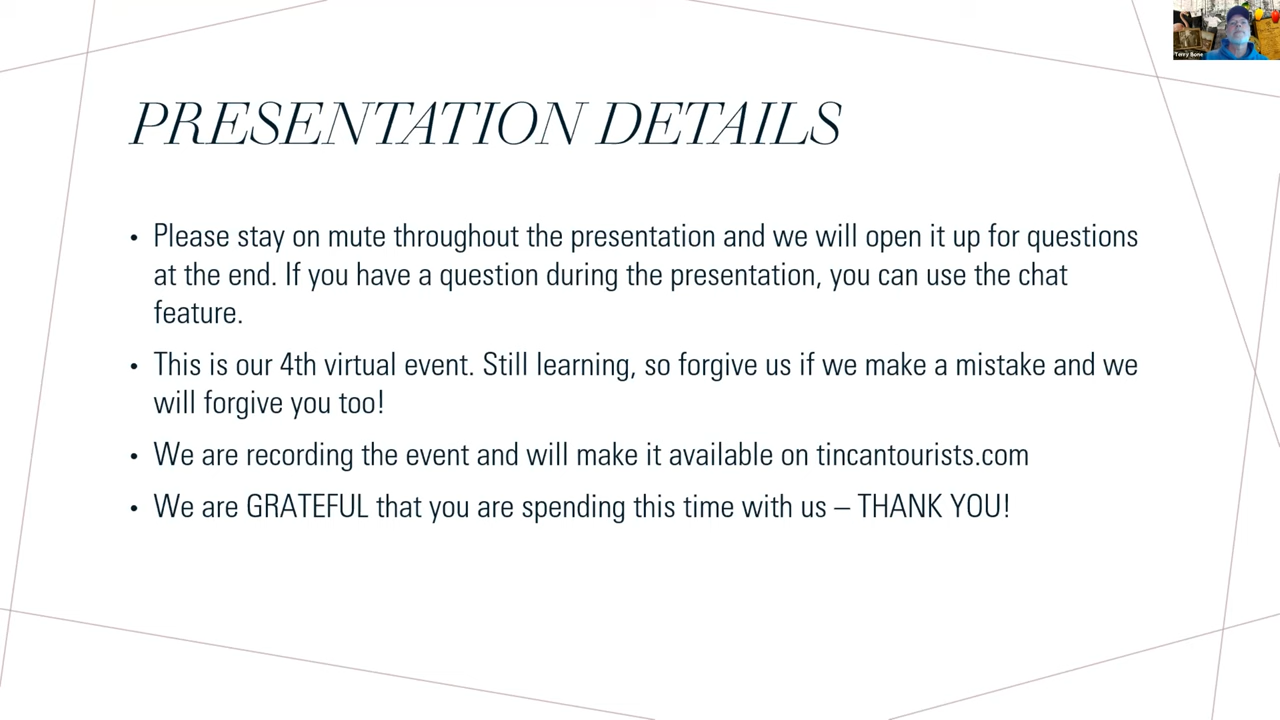 PRESENTATION DETAILS
• Please stay on mute throughout the presentation and we will open it up for questions
at the end. If you have a question during the presentation, you can use the chat
feature.
• This is our 4th virtual event. Still learning, so forgive us if we make a mistake and we
will forgive you too!
• We are recording the event and will make it available on tincantourists.com
• We are GRATEFUL that you are spending this time with us – THANK YOU!
Terry Bone